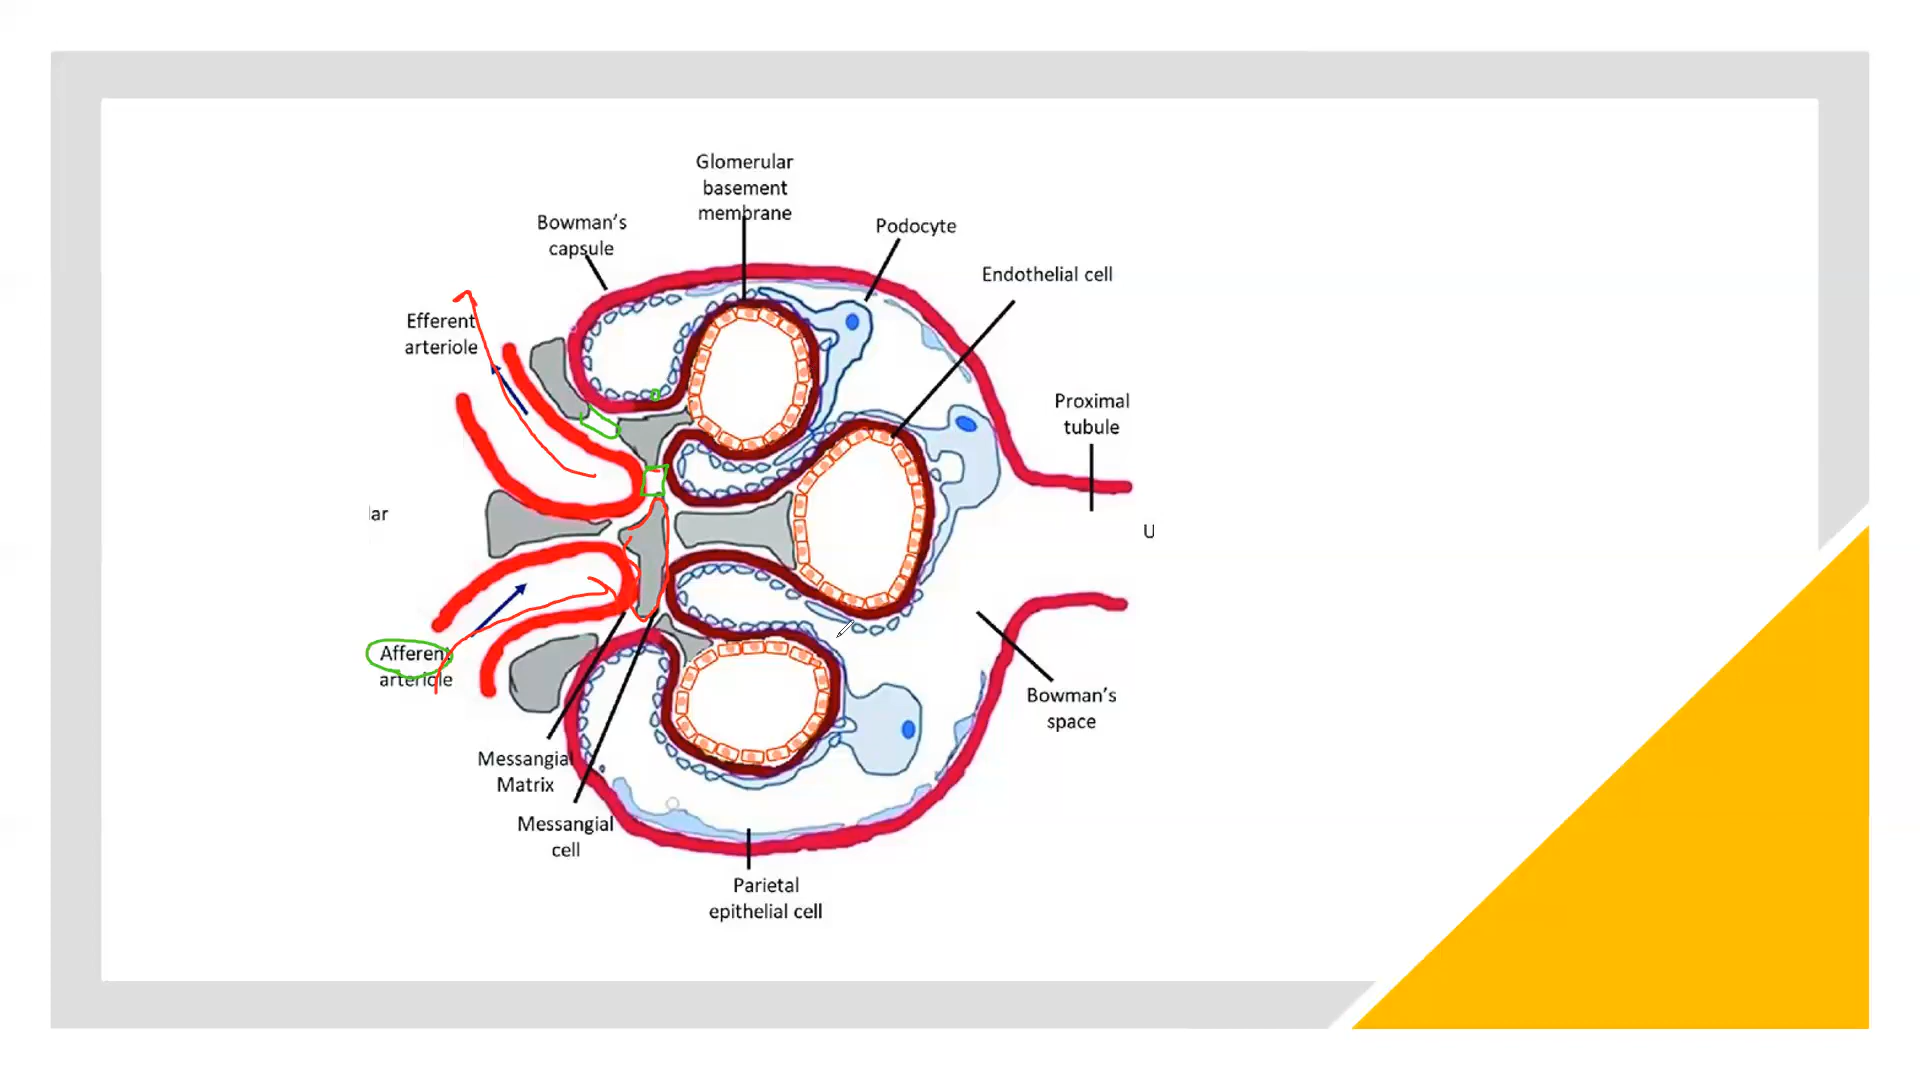 Glomerular
basement
membrane
Bowman's
capsule
Podocyte
Endothelial cell
Efferent
arteriole
Proximal
tubule
lar
U
Afferent
arteriole
Bowman's
space
Messangial
Matrix
Messangial
cell
Parietal
epithelial cell